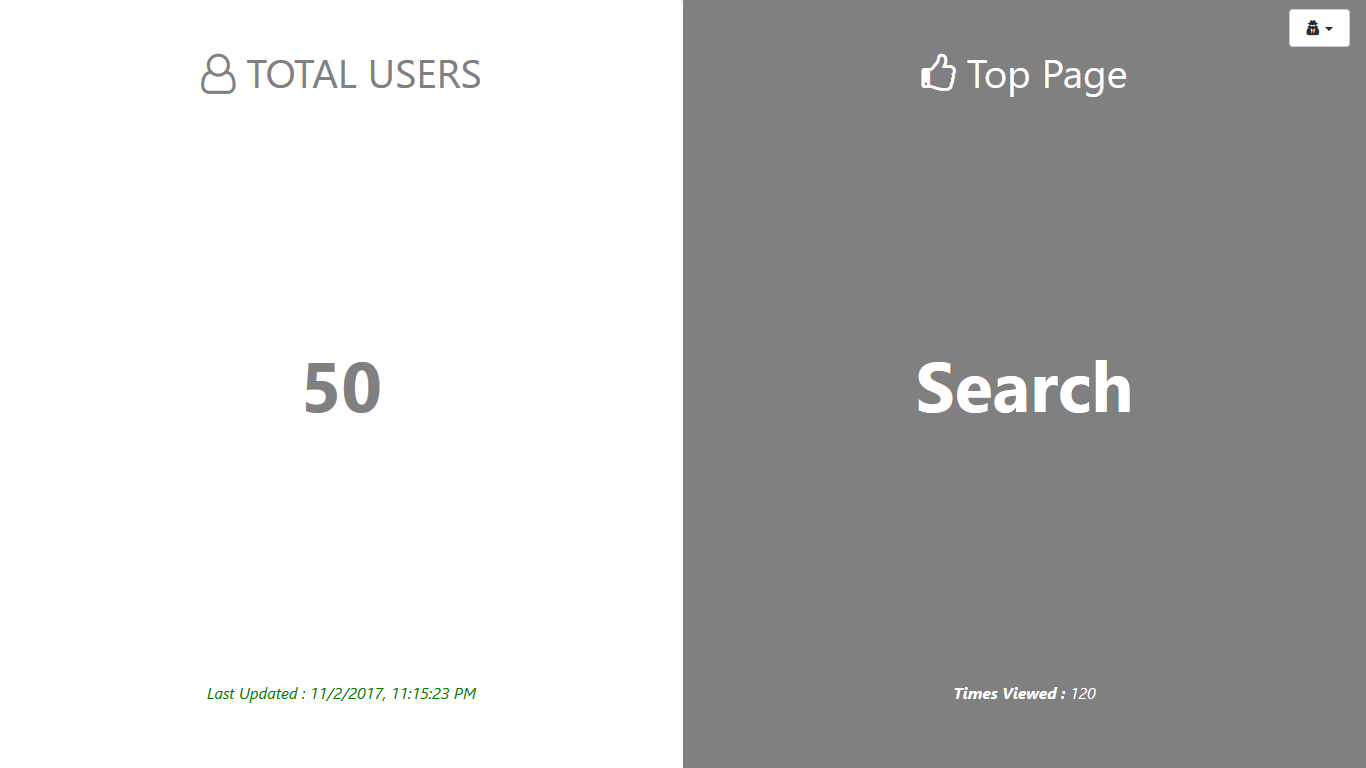 TOTAL USERS
50
Last Updated : 11/2/2017, 11:15:23 PM
Top Page
Search
Times Viewed : 120